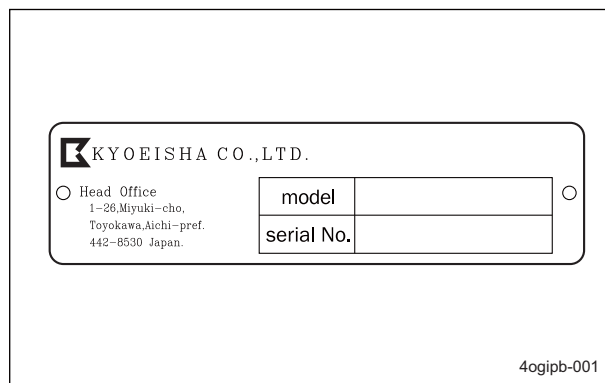 KYOEISHA CO.,LTD.
Head Office
1-26,Miyuki-cho,
Toyokawa,Aichi-pref.
442-8530 Japan.
model
serial No.
4ogipb-001